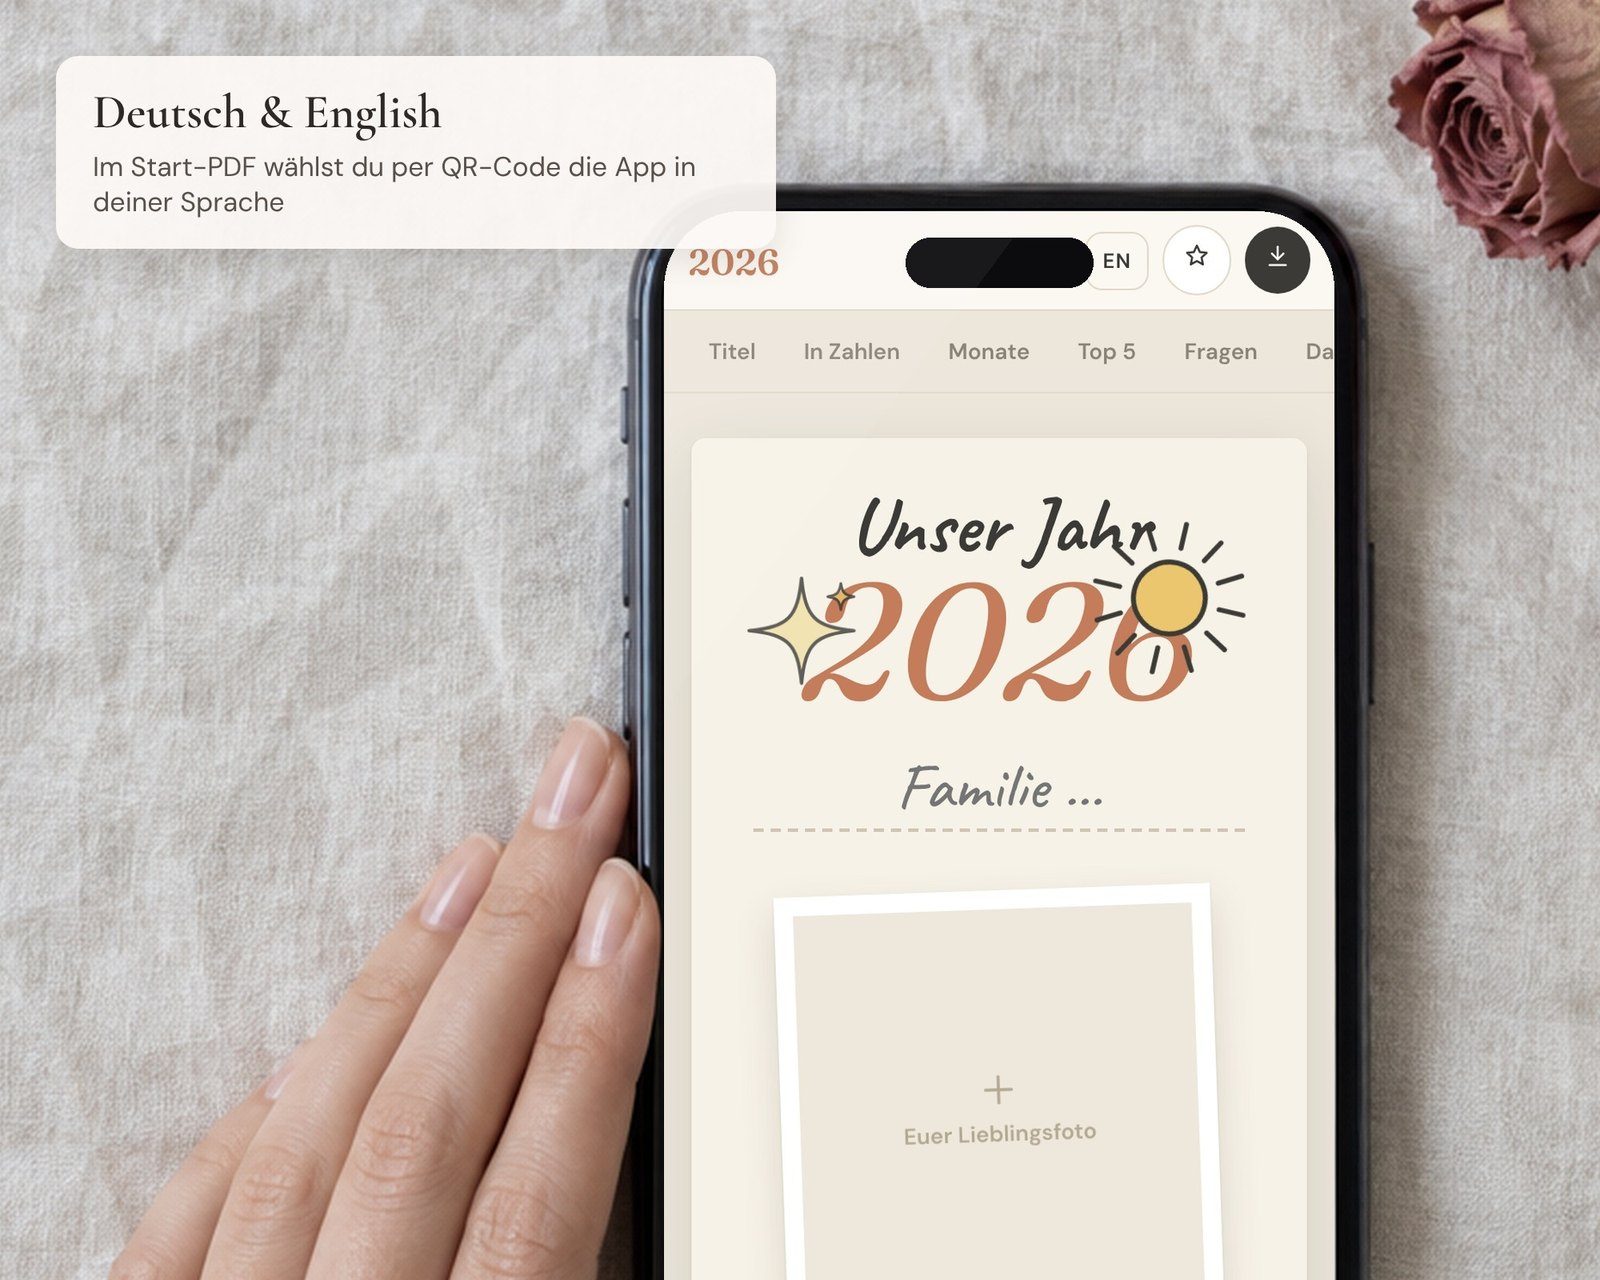 Deutsch & English
Im Start-PDF wählst du per QR-Code die App in
deiner Sprache
2026
EN
Titel In Zahlen Monate Top 5 Fragen Da
Unser Jahr
2026
Familie ...
Euer Lieblingsfoto